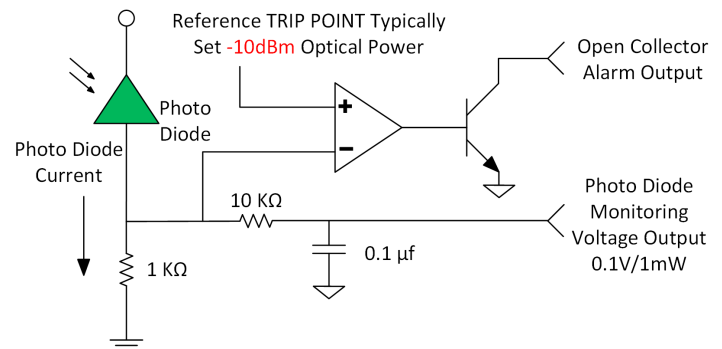 Reference TRIP POINT Typically
Set -10dBm Optical Power
Open Collector
Alarm Output
Photo
Diode
Photo Diode
Current
+
−
10 KΩ
1 KΩ
0.1 µf
Photo Diode
Monitoring
Voltage Output
0.1V/1mW